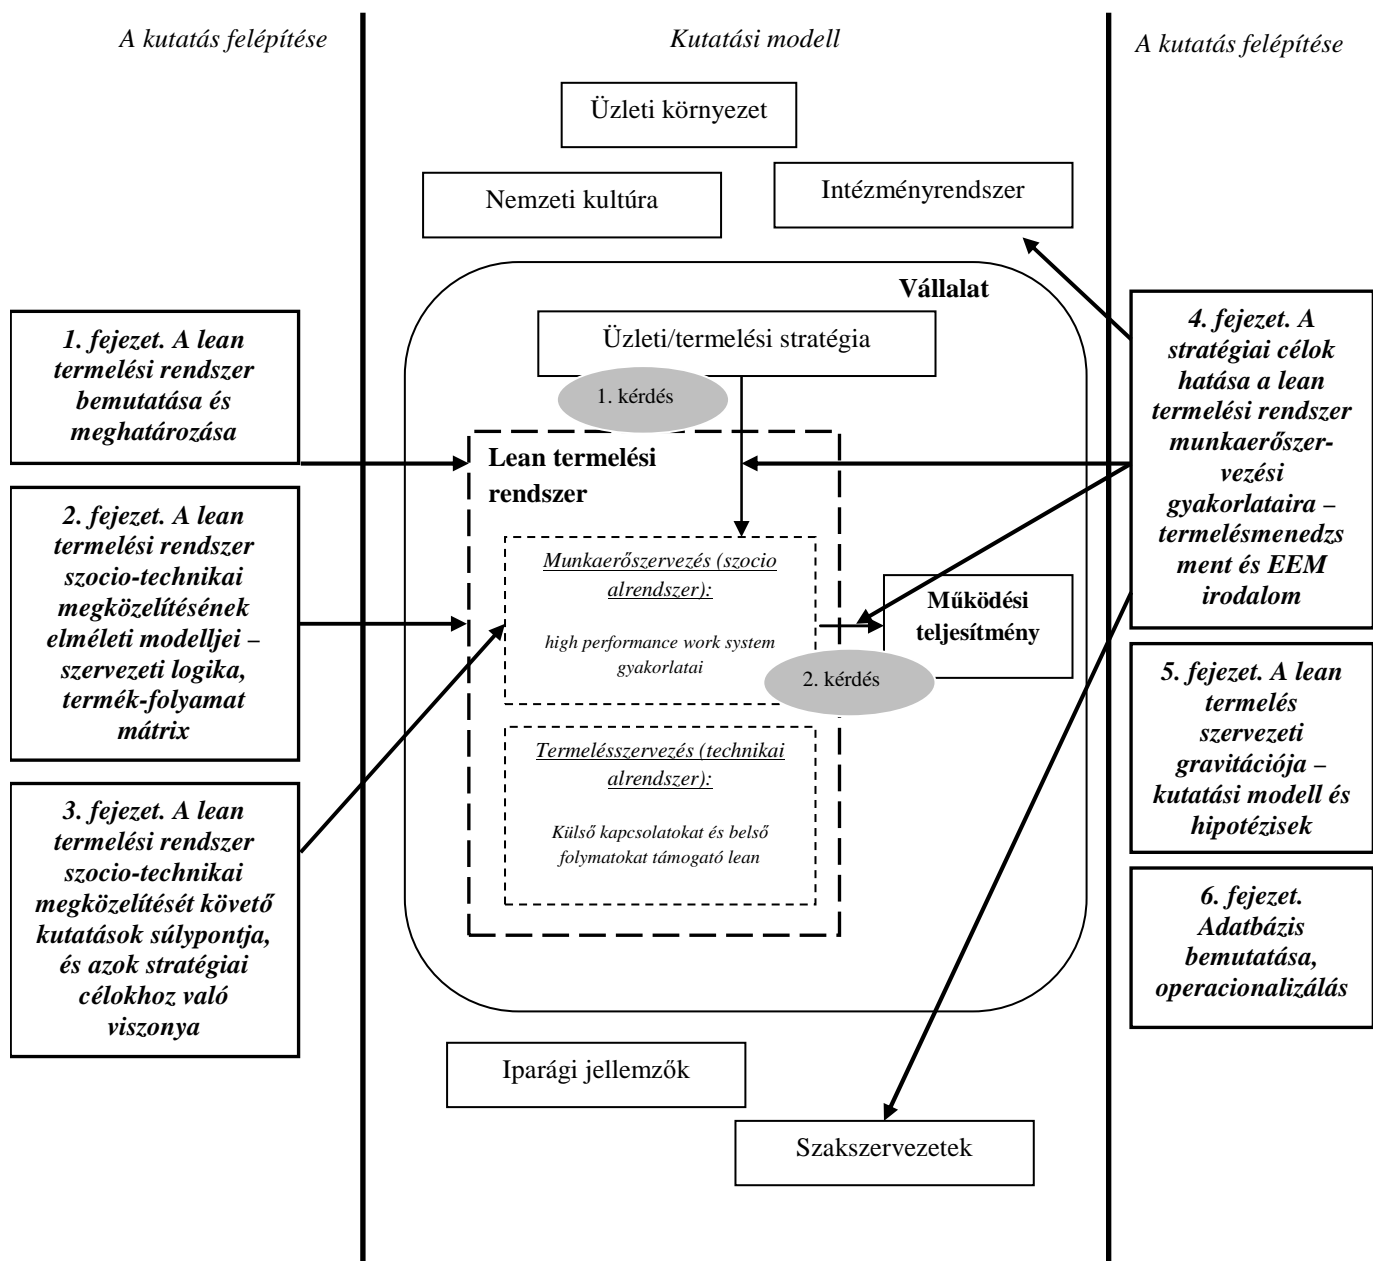 A kutatás felépítése
Kutatási modell
A kutatás felépítése
Üzleti környezet
Nemzeti kultúra
Intézményrendszer
Vállalat
Üzleti/termelési stratégia
1. kérdés
Lean termelési
rendszer
Munkaerőszervezés (szocio
alrendszer):
high performance work system
gyakorlatai
Működési
teljesítmény
2. kérdés
Termelésszervezés (technikai
alrendszer):
Külső kapcsolatokat és belső
folymatokat támogató lean
Iparági jellemzők
Szakszervezetek
1. fejezet. A lean
termelési rendszer
bemutatása és
meghatározása
2. fejezet. A lean
termelési rendszer
szocio-technikai
megközelítésének
elméleti modelljei –
szervezeti logika,
termék-folyamat
mátrix
3. fejezet. A lean
termelési rendszer
szocio-technikai
megközelítését követő
kutatások súlypontja,
és azok stratégiai
célokhoz való
viszonya
4. fejezet. A
stratégiai célok
hatása a lean
termelési rendszer
munkaerőszer-
vezési
gyakorlataira –
termelésmenedzs
ment és EEM
irodalom
5. fejezet. A lean
termelés
szervezeti
gravitációja –
kutatási modell és
hipotézisek
6. fejezet.
Adatbázis
bemutatása,
operacionalizálás